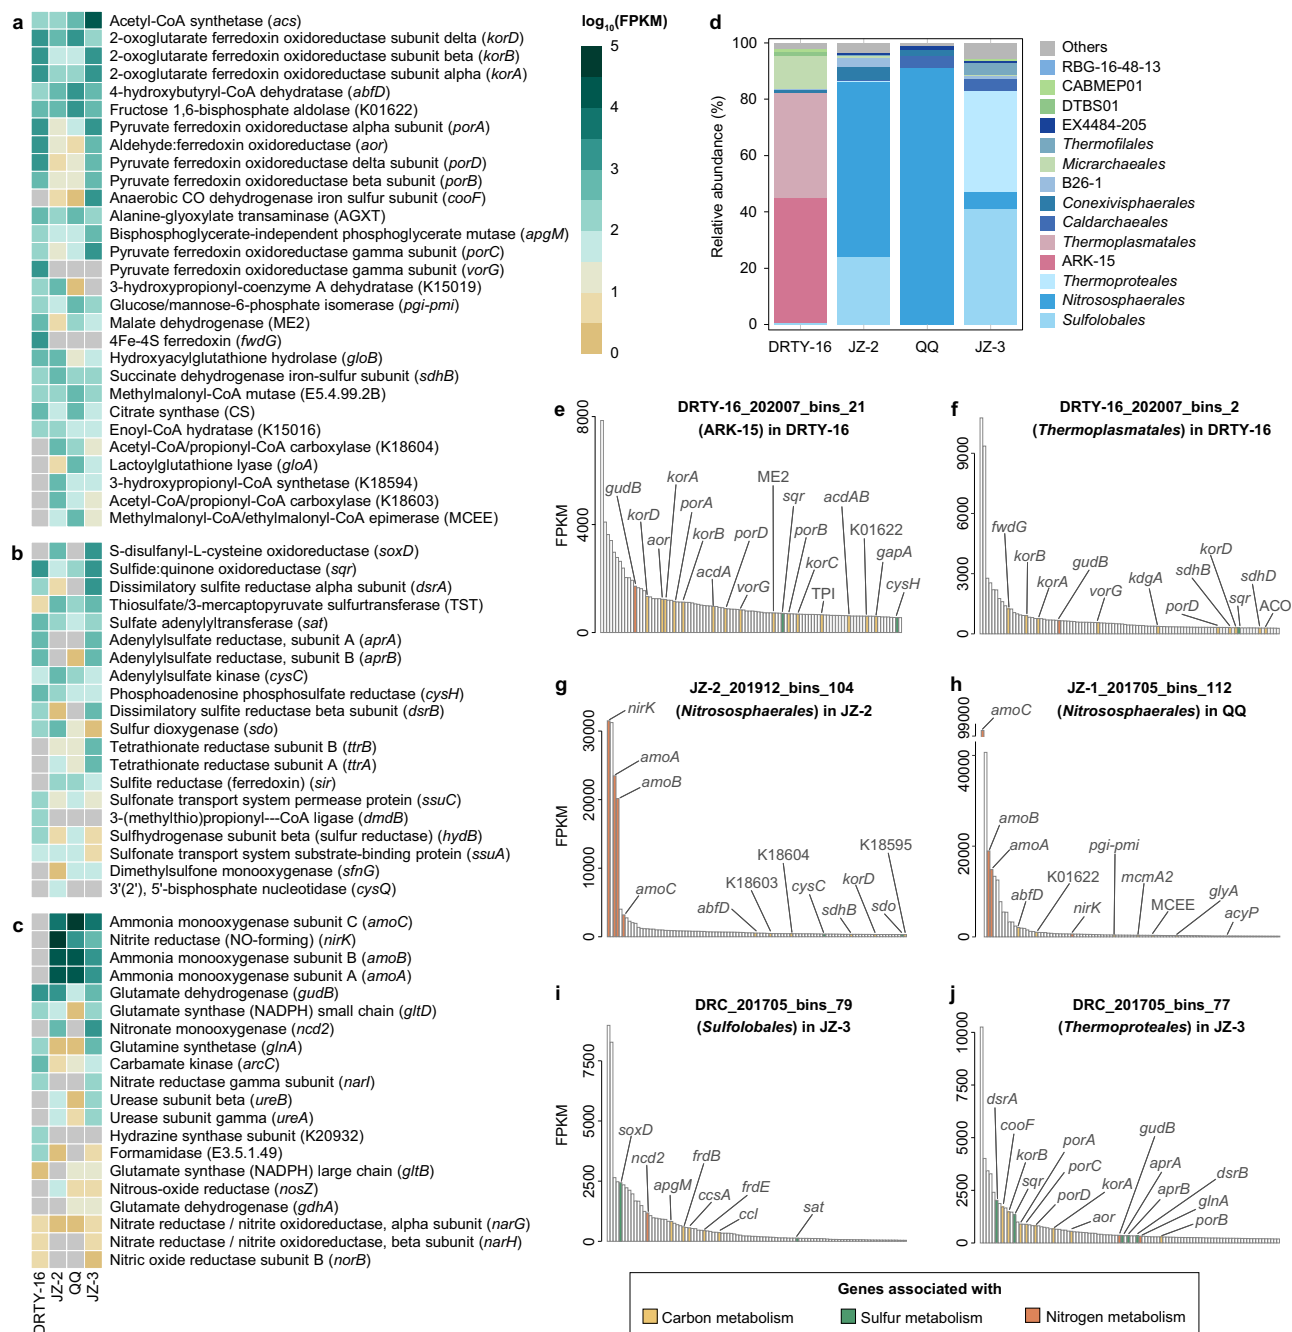 a
Acetyl-CoA synthetase (acs)
2-oxoglutarate ferredoxin oxidoreductase subunit delta (korD)
2-oxoglutarate ferredoxin oxidoreductase subunit beta (korB)
2-oxoglutarate ferredoxin oxidoreductase subunit alpha (korA)
4-hydroxybutyryl-CoA dehydratase (abfD)
Fructose 1,6-bisphosphate aldolase (K01622)
Pyruvate ferredoxin oxidoreductase alpha subunit (porA)
Aldehyde:ferredoxin oxidoreductase (aor)
Pyruvate ferredoxin oxidoreductase delta subunit (porD)
Pyruvate ferredoxin oxidoreductase beta subunit (porB)
Anaerobic CO dehydrogenase iron sulfur subunit (cooF)
Alanine-glyoxylate transaminase (AGXT)
Bisphosphoglycerate-independent phosphoglycerate mutase (apgM)
Pyruvate ferredoxin oxidoreductase gamma subunit (porC)
Pyruvate ferredoxin oxidoreductase gamma subunit (vorG)
3-hydroxypropionyl-coenzyme A dehydratase (K15019)
Glucose/mannose-6-phosphate isomerase (pgi-pmi)
Malate dehydrogenase (ME2)
4Fe-4S ferredoxin (fwdG)
Hydroxyacylglutathione hydrolase (gloB)
Succinate dehydrogenase iron-sulfur subunit (sdhB)
Methylmalonyl-CoA mutase (E5.4.99.2B)
Citrate synthase (CS)
Enoyl-CoA hydratase (K15016)
Acetyl-CoA/propionyl-CoA carboxylase (K18604)
Lactoylglutathione lyase (gloA)
3-hydroxypropionyl-CoA synthetase (K18594)
Acetyl-CoA/propionyl-CoA carboxylase (K18603)
Methylmalonyl-CoA/ethylmalonyl-CoA epimerase (MCEE)
b
S-disulfanyl-L-cysteine oxidoreductase (soxD)
Sulfide:quinone oxidoreductase (sqr)
Dissimilatory sulfite reductase alpha subunit (dsrA)
Thiosulfate/3-mercaptopyruvate sulfurtransferase (TST)
Sulfate adenylyltransferase (sat)
Adenylylsulfate reductase, subunit A (aprA)
Adenylylsulfate reductase, subunit B (aprB)
Adenylylsulfate kinase (cysC)
Phosphoadenosine phosphosulfate reductase (cysH)
Dissimilatory sulfite reductase beta subunit (dsrB)
Sulfur dioxygenase (sdo)
Tetrathionate reductase subunit B (ttrB)
Tetrathionate reductase subunit A (ttrA)
Sulfite reductase (ferredoxin) (sir)
Sulfonate transport system permease protein (ssuC)
3-(methylthio)propionyl---CoA ligase (dmdB)
Sulfhydrogenase subunit beta (sulfur reductase) (hydB)
Sulfonate transport system substrate-binding protein (ssuA)
Dimethylsulfone monooxygenase (sfnG)
3'(2'), 5'-bisphosphate nucleotidase (cysQ)
c
Ammonia monooxygenase subunit C (amoC)
Nitrite reductase (NO-forming) (nirK)
Ammonia monooxygenase subunit B (amoB)
Ammonia monooxygenase subunit A (amoA)
Glutamate dehydrogenase (gudB)
Glutamate synthase (NADPH) small chain (gltD)
Nitronate monooxygenase (ncd2)
Glutamine synthetase (glnA)
Carbamate kinase (arcC)
Nitrate reductase gamma subunit (narI)
Urease subunit beta (ureB)
Urease subunit gamma (ureA)
Hydrazine synthase subunit (K20932)
Formamidase (E3.5.1.49)
Glutamate synthase (NADPH) large chain (gltB)
Nitrous-oxide reductase (nosZ)
Glutamate dehydrogenase (gdhA)
Nitrate reductase / nitrite oxidoreductase, alpha subunit (narG)
Nitrate reductase / nitrite oxidoreductase, beta subunit (narH)
Nitric oxide reductase subunit B (norB)
DRTY-16
JZ-2
QQ
JZ-3
log10(FPKM)
5
4
3
2
1
0
d
Relative abundance (%)
100
80
60
40
20
0
DRTY-16 JZ-2 QQ JZ-3
Others
RBG-16-48-13
CABMEP01
DTBS01
EX4484-205
Thermofilales
Micrarchaeales
B26-1
Conexivisphaerales
Caldarchaeales
Thermoplasmatales
ARK-15
Thermoproteales
Nitrososphaerales
Sulfolobales
e
DRTY-16_202007_bins_21
(ARK-15) in DRTY-16
FPKM
8000
4000
0
gudB
korD
aor
korA
porA
korB
acdA
porD
vorG
ME2
sqr
porB
korC
TPI
acdAB
K01622
gapA
cysH
f
DRTY-16_202007_bins_2
(Thermoplasmatales) in DRTY-16
9000
6000
3000
0
fwdG
korB
korA
gudB
vorG
kdgA
porD
sdhB
korD
sqr
sdhD
ACO
g
JZ-2_201912_bins_104
(Nitrososphaerales) in JZ-2
FPKM
30000
20000
10000
0
nirK
amoA
amoB
amoC
abfD
K18603
K18604
cysC
sdhB
korD
sdo
K18595
h
JZ-1_201705_bins_112
(Nitrososphaerales) in QQ
99000
40000
20000
0
amoC
amoB
amoA
abfD
K01622
nirK
pgi-pmi
mcmA2
MCEE
glyA
acyP
i
DRC_201705_bins_79
(Sulfolobales) in JZ-3
FPKM
7500
5000
2500
0
soxD
ncd2
apgM
frdB
ccsA
frdE
ccl
sat
j
DRC_201705_bins_77
(Thermoproteales) in JZ-3
10000
7500
5000
2500
0
dsrA
cooF
korB
sqr
porA
porC
porD
korA
aor
gudB
aprA
aprB
dsrB
glnA
porB
Genes associated with
Carbon metabolism Sulfur metabolism Nitrogen metabolism